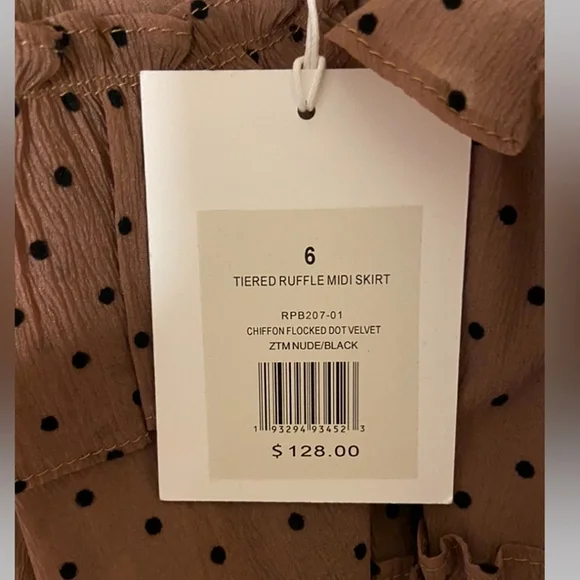 6
TIERED RUFFLE MIDI SKIRT
RPB207-01
CHIFFON FLOCKED DOT VELVET
ZTM NUDE/BLACK
1 93294 93452 3
$ 128.00